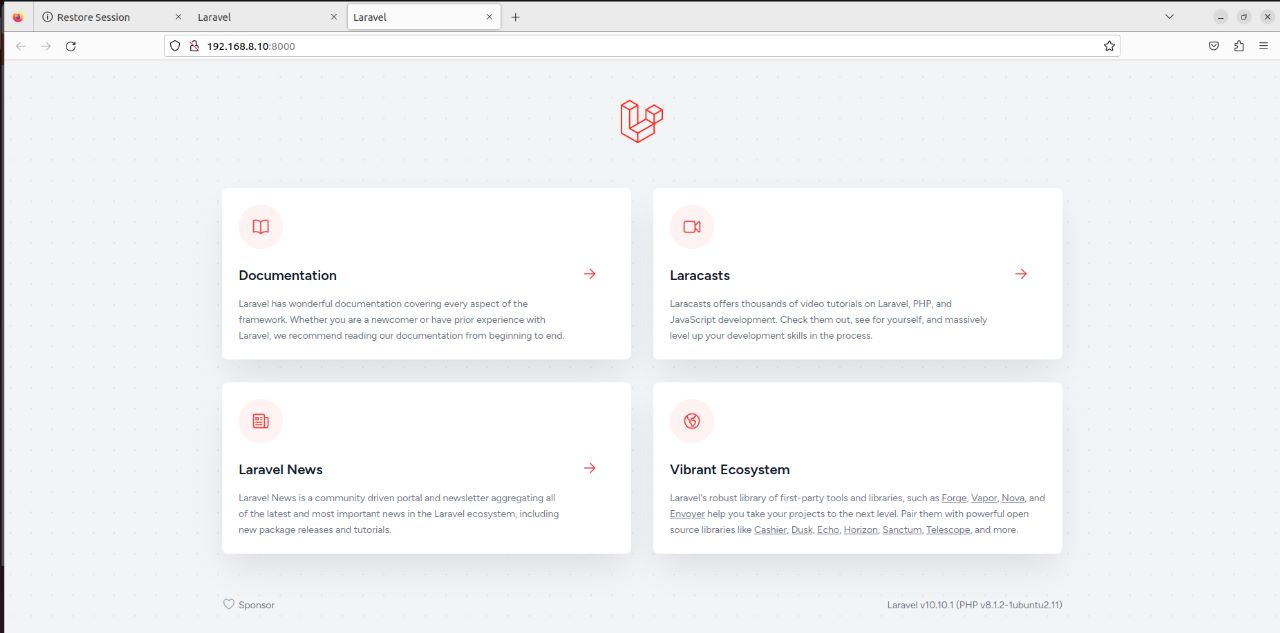 Restore Session
Laravel
Laravel
192.168.8.10:8000
Documentation
Laravel has wonderful documentation covering every aspect of the
framework. Whether you are a newcomer or have prior experience with
Laravel, we recommend reading our documentation from beginning to end.
Laracasts
Laracasts offers thousands of video tutorials on Laravel, PHP, and
JavaScript development. Check them out, see for yourself, and massively
level up your development skills in the process.
Laravel News
Laravel News is a community driven portal and newsletter aggregating all
of the latest and most important news in the Laravel ecosystem, including
new package releases and tutorials.
Vibrant Ecosystem
Laravel's robust library of first-party tools and libraries, such as Forge, Vapor, Nova, and
Envoyer help you take your projects to the next level. Pair them with powerful open
source libraries like Cashier, Dusk, Echo, Horizon, Sanctum, Telescope, and more.
Sponsor
Laravel v10.10.1 (PHP v8.1.2-1ubuntu2.11)